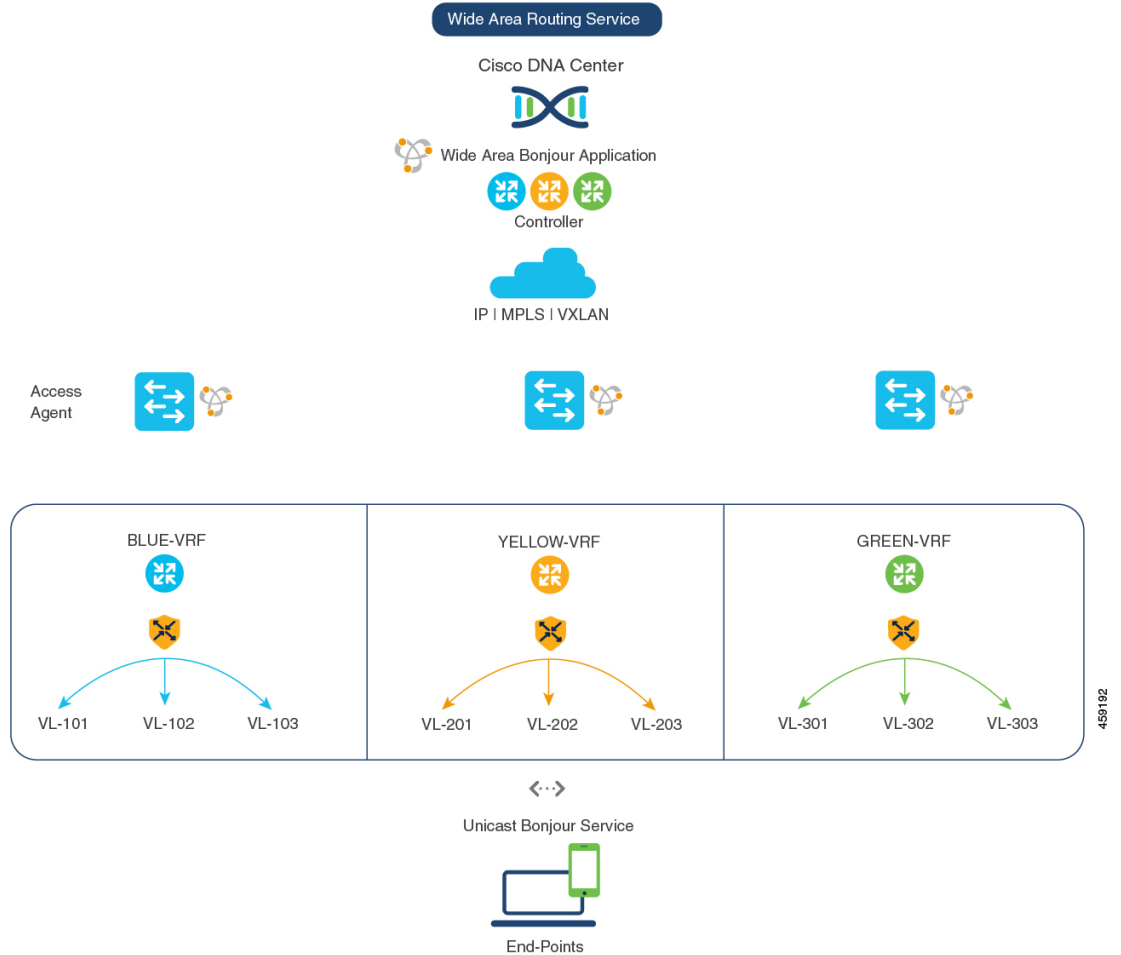 Wide Area Routing Service
Cisco DNA Center
Wide Area Bonjour Application
Controller
IP | MPLS | VXLAN
Access
Agent
BLUE-VRF
YELLOW-VRF
GREEN-VRF
VL-101
VL-102
VL-103
VL-201
VL-202
VL-203
VL-301
VL-302
VL-303
459192
Unicast Bonjour Service
End-Points